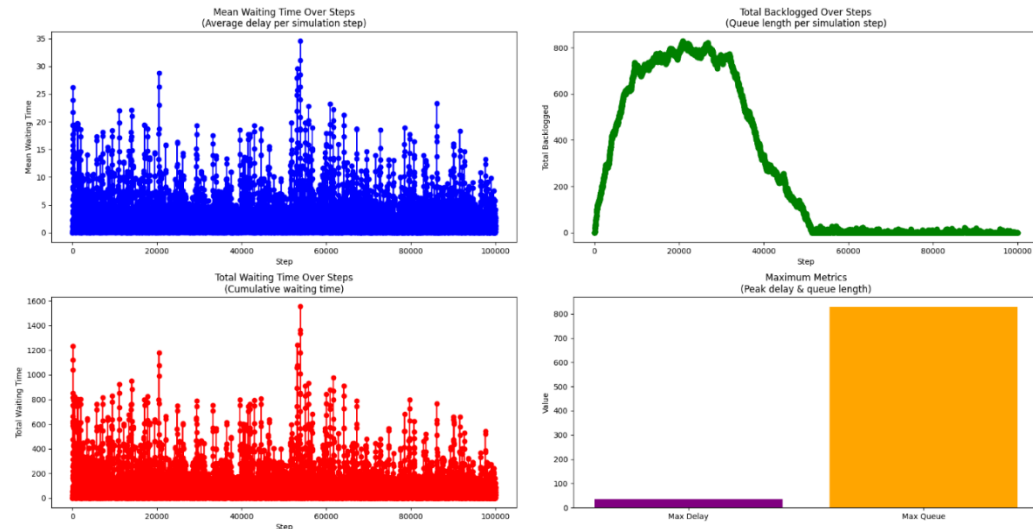 Mean Waiting Time Over Steps
(Average delay per simulation step)
35
30
25
20
15
10
5
0
Mean Waiting Time
0
20000
40000
60000
80000
100000
Step
Total Backlogged Over Steps
(Queue length per simulation step)
800
600
400
200
0
Total Backlogged
0
20000
40000
60000
80000
100000
Step
Total Waiting Time Over Steps
(Cumulative waiting time)
1600
1400
1200
1000
800
600
400
200
0
Total Waiting Time
0
20000
40000
60000
80000
100000
Step
Maximum Metrics
(Peak delay & queue length)
800
700
600
500
400
300
200
100
0
Value
Max Delay
Max Queue